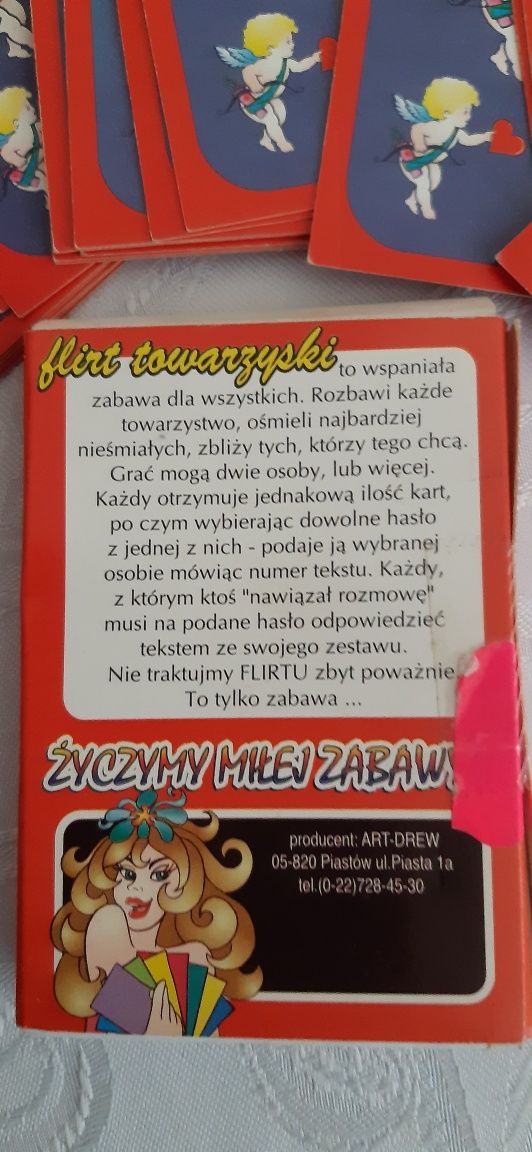 flirt towarzyski to wspaniała
zabawa dla wszystkich. Rozbawi każde
towarzystwo, ośmieli najbardziej
nieśmiałych, zbliży tych, którzy tego chcą.
Grać mogą dwie osoby, lub więcej.
Każdy otrzymuje jednakową ilość kart,
po czym wybierając dowolne hasło
z jednej z nich - podaje ją wybranej
osobie mówiąc numer tekstu. Każdy,
z którym ktoś "nawiązał rozmowę"
musi na podane hasło odpowiedzieć
tekstem ze swojego zestawu.
Nie traktujmy FLIRTU zbyt poważnie.
To tylko zabawa ...
ŻYCZYMY MIŁEJ ZABAWY
producent: ART-DREW
05-820 Piastów ul.Piasta 1a
tel.(0-22)728-45-30